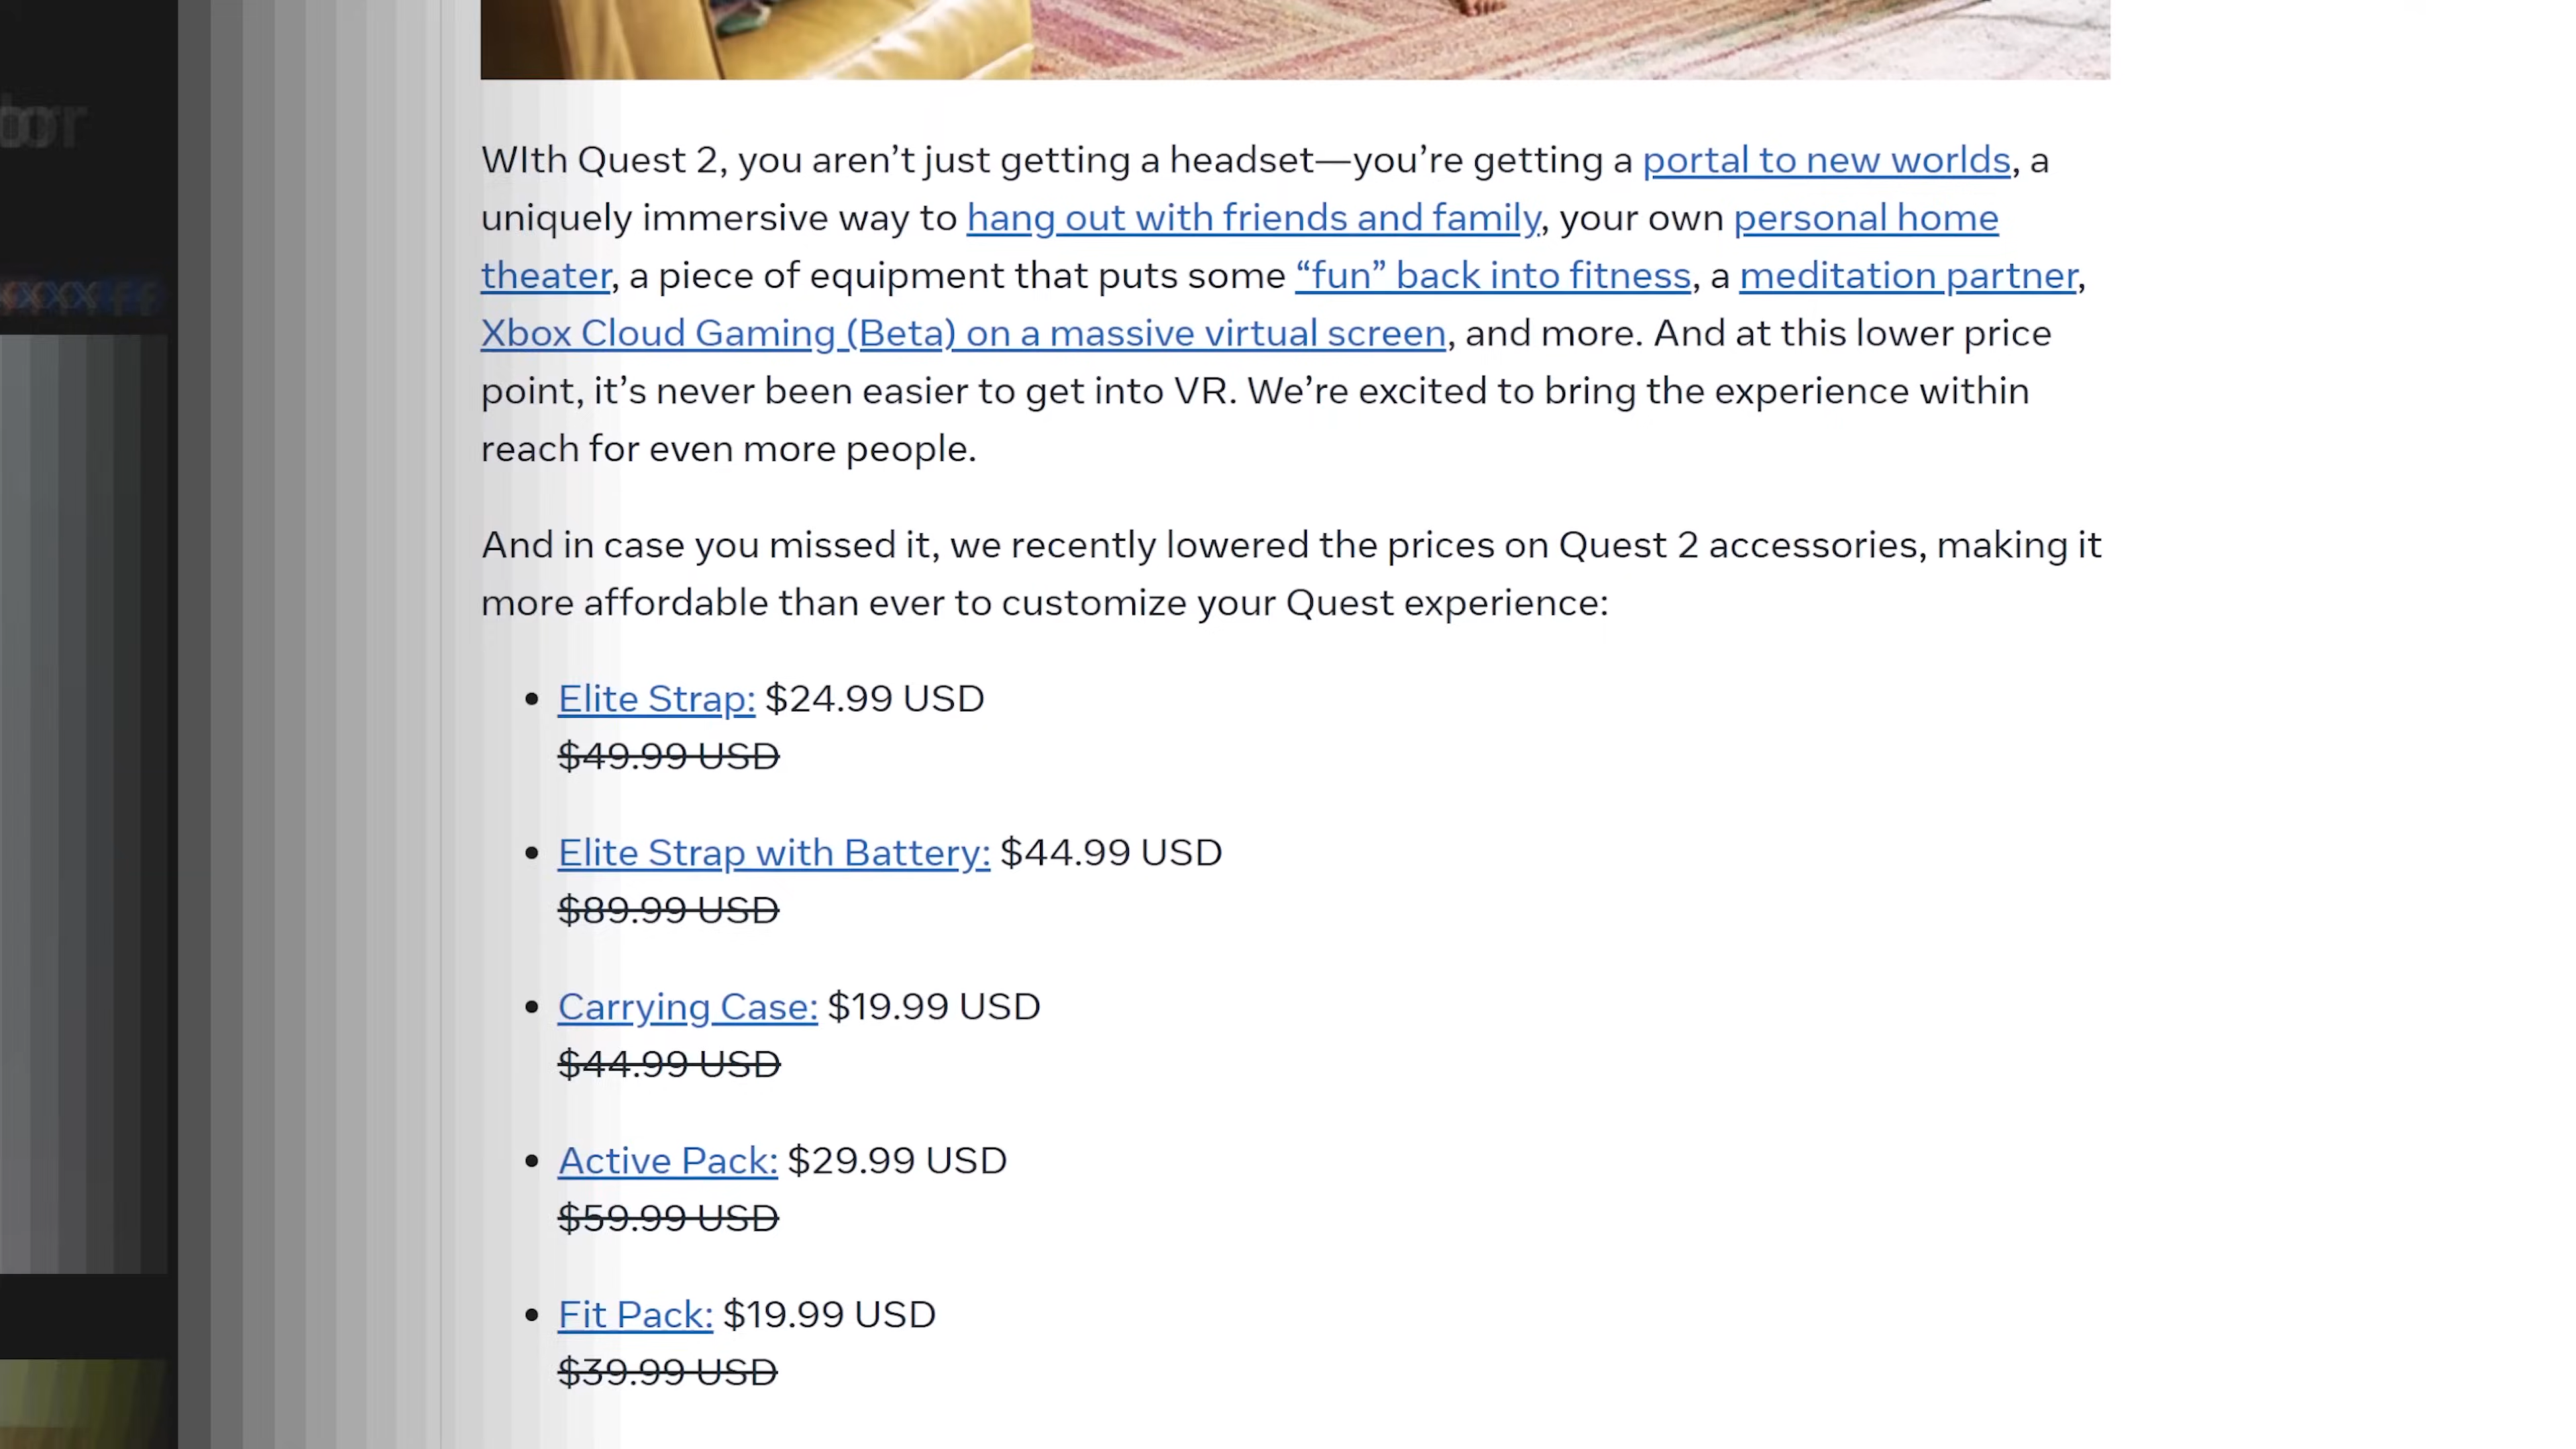 WIth Quest 2, you aren’t just getting a headset—you’re getting a portal to new worlds, a
uniquely immersive way to hang out with friends and family, your own personal home
theater, a piece of equipment that puts some “fun” back into fitness, a meditation partner,
Xbox Cloud Gaming (Beta) on a massive virtual screen, and more. And at this lower price
point, it’s never been easier to get into VR. We’re excited to bring the experience within
reach for even more people.
And in case you missed it, we recently lowered the prices on Quest 2 accessories, making it
more affordable than ever to customize your Quest experience:
• Elite Strap: $24.99 USD
$49.99 USD
• Elite Strap with Battery: $44.99 USD
$89.99 USD
• Carrying Case: $19.99 USD
$44.99 USD
• Active Pack: $29.99 USD
$59.99 USD
• Fit Pack: $19.99 USD
$39.99 USD